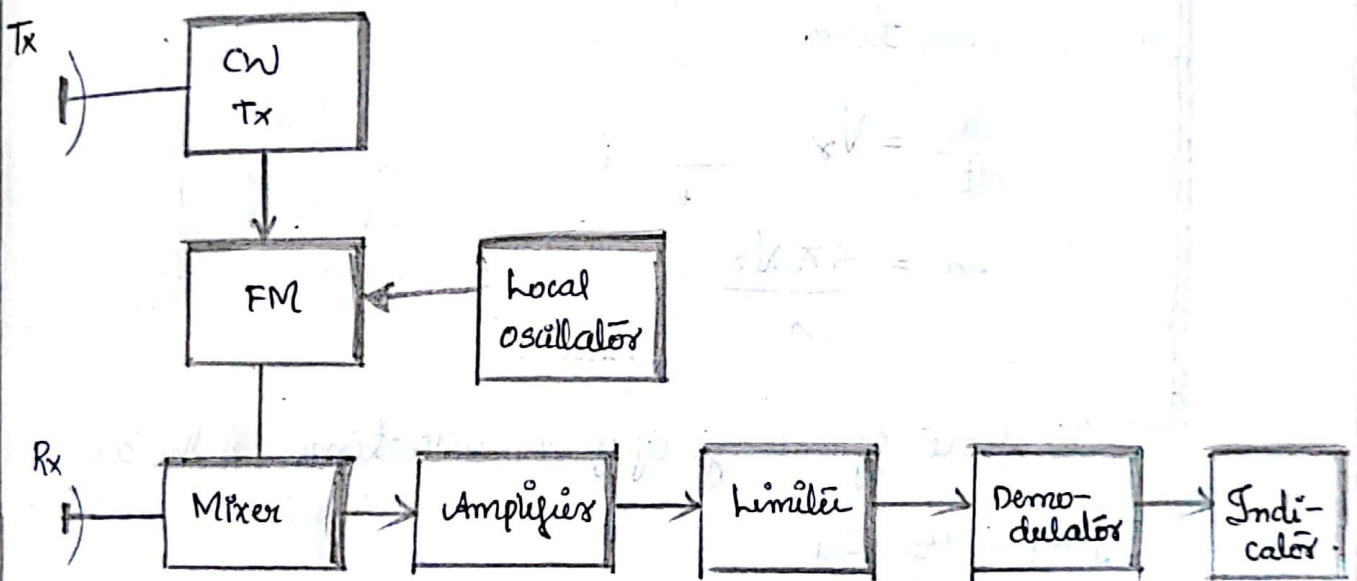 Tx
CW
Tx
FM
Local
oscillator
Rx
Mixer
Amplifier
Limiter
Demo-
dulator
Indi-
cator.